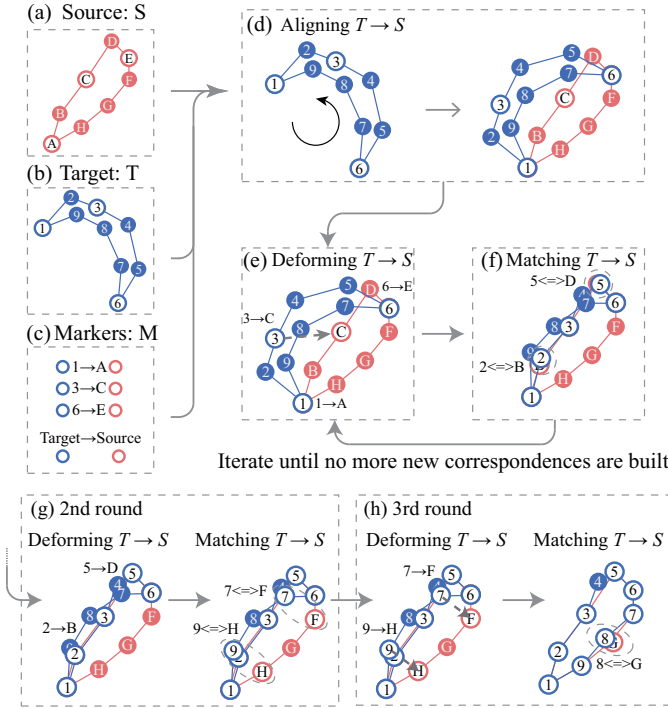 (a) Source: S
D
E
C
F
B
G
H
A
(b) Target: T
2
3
1
9
8
4
7
5
6
(c) Markers: M
1→A
3→C
6→E
Target→Source
(d) Aligning T → S
2
3
1
9
8
4
7
5
6
5
D
4
7
6
3
8
C
F
2
9
B
G
H
1
(e) Deforming T → S
5
D
6→E
4
7
6
3→C
8
3
C
F
2
9
B
G
H
1
1→A
(f) Matching T → S
5<=>D
4
5
7
6
8
3
F
9
2
G
2<=>B
H
1
Iterate until no more new correspondences are built
(g) 2nd round
Deforming T → S
5→D
4
5
7
6
2→B
8
3
F
2
G
H
1
Matching T → S
7<=>F
5
7
6
8
3
F
9<=>H
9
2
G
H
1
(h) 3rd round
Deforming T → S
7→F
5
7
6
8
3
F
9→H
9
2
G
H
1
Matching T → S
4
5
6
3
7
8
2
9
8<=>G
1